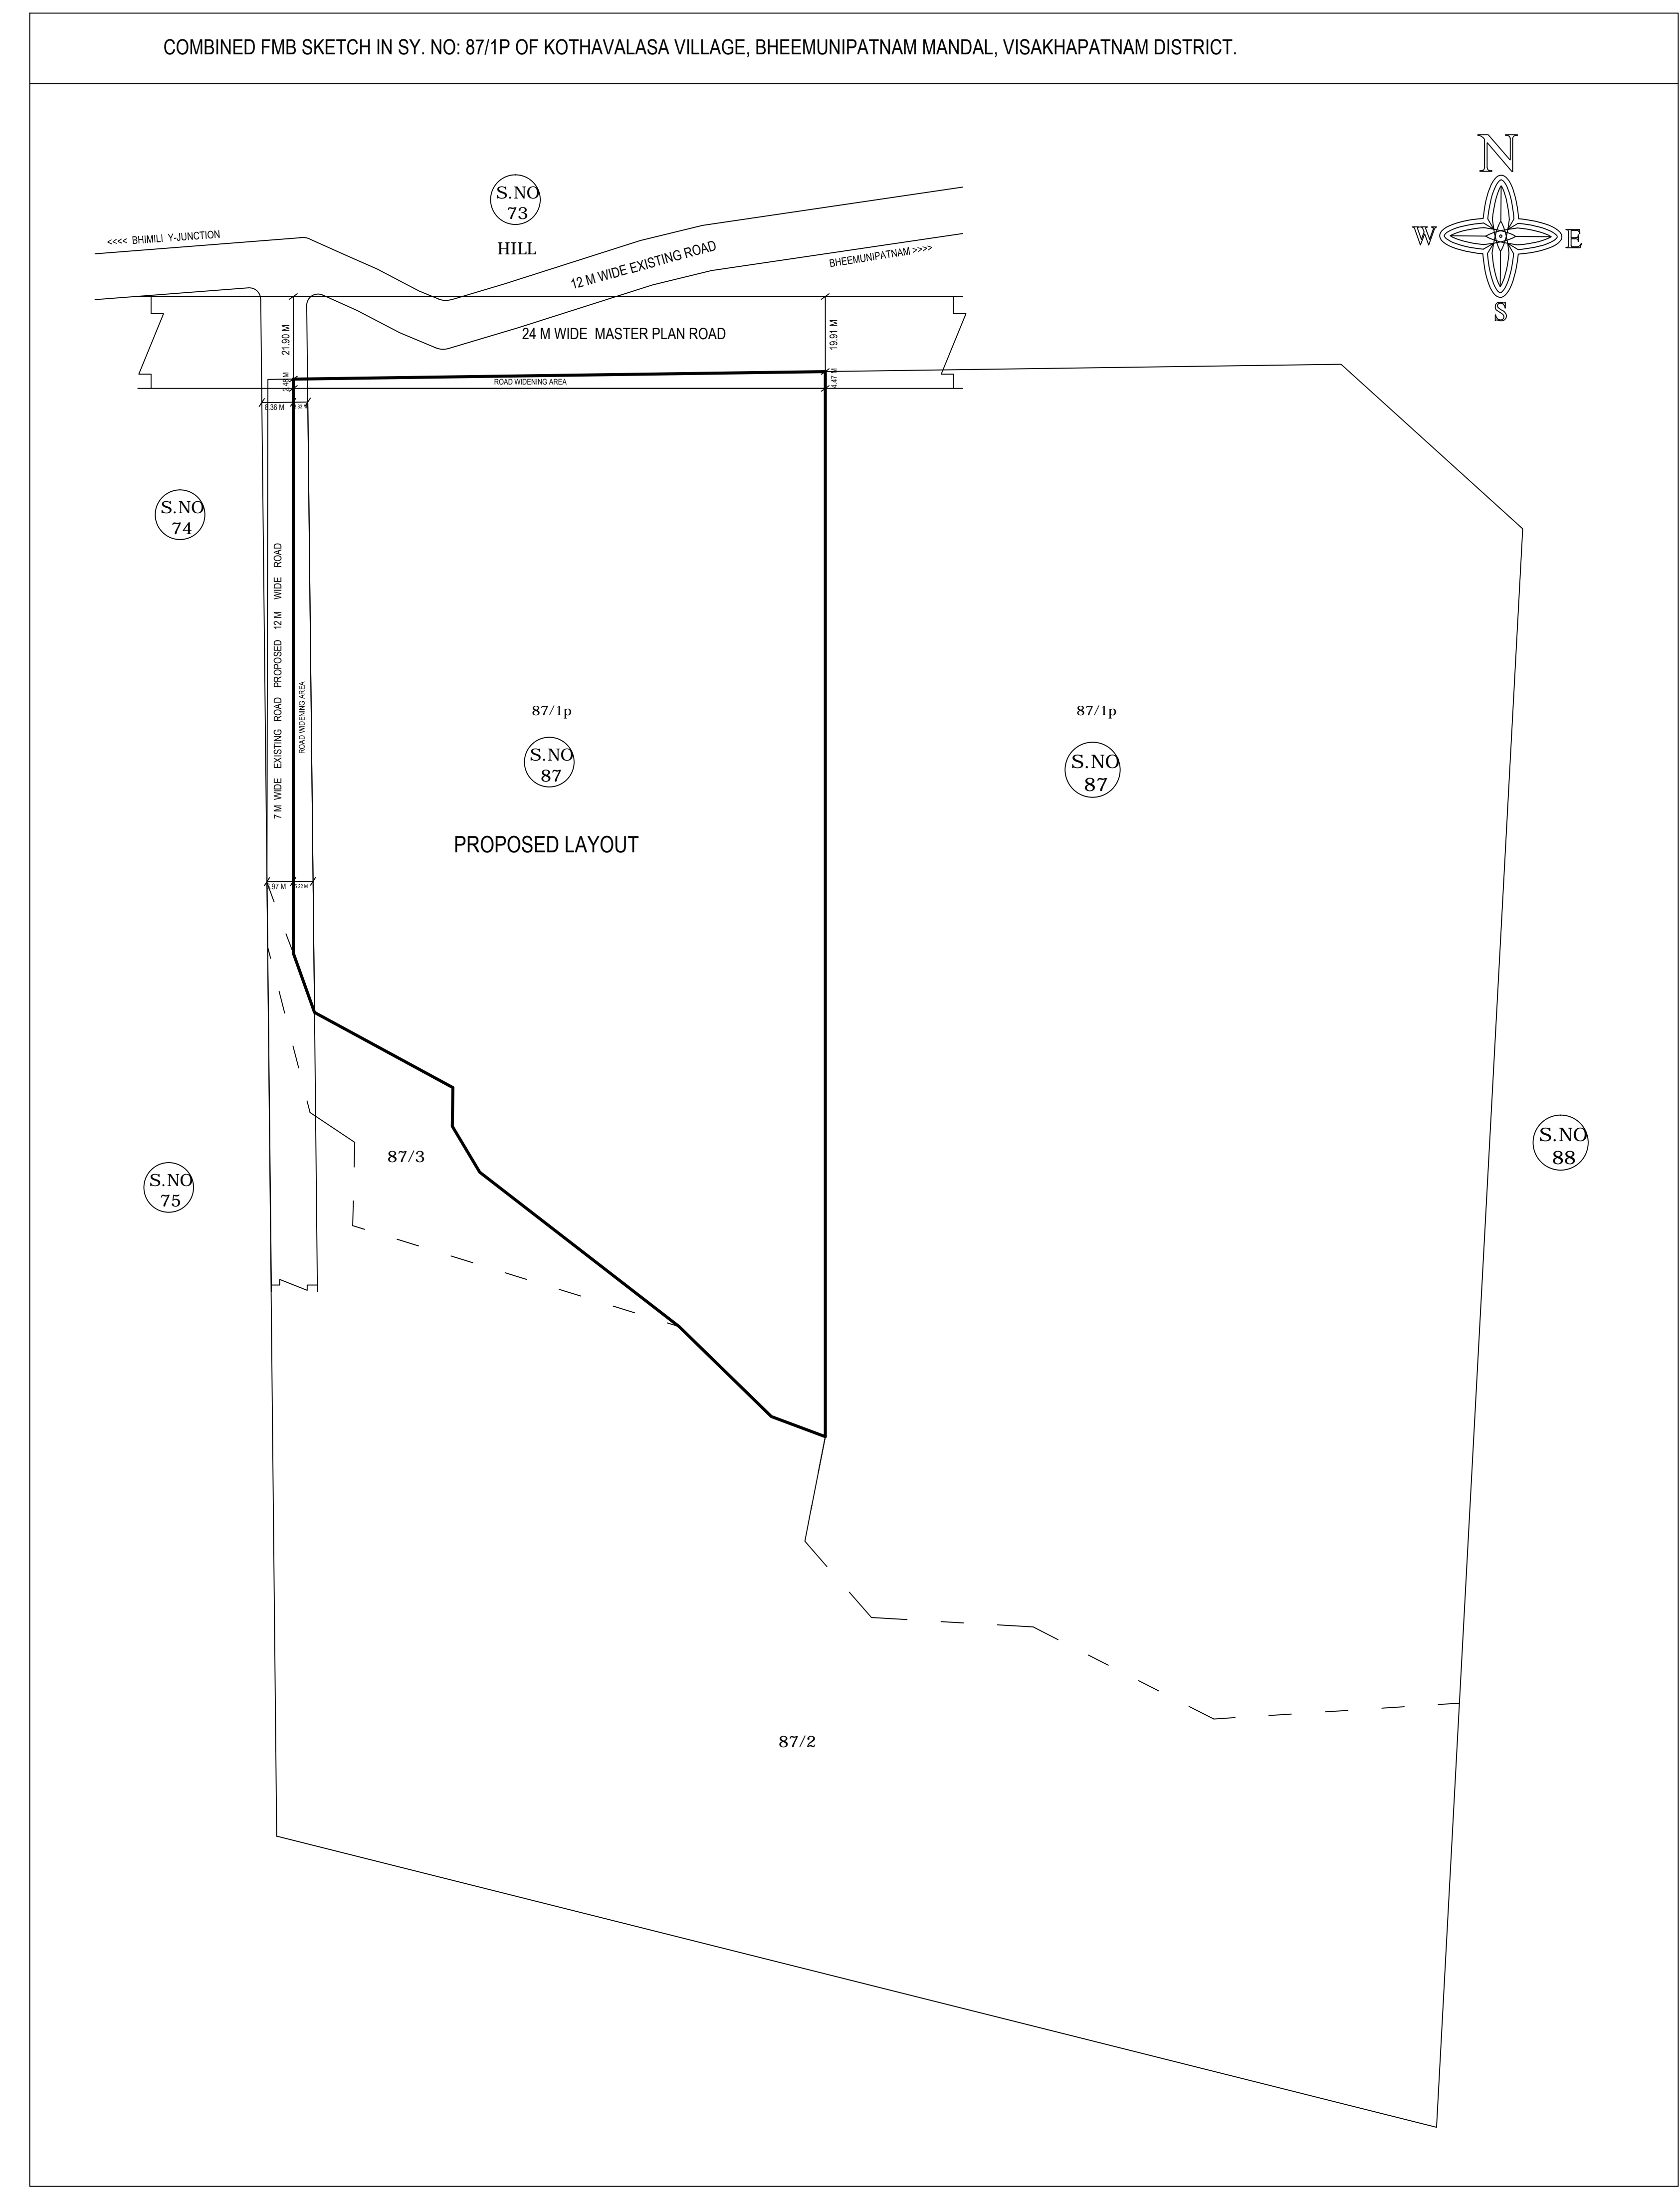 COMBINED FMB SKETCH IN SY. NO: 87/1P OF KOTHAVALASA VILLAGE, BHEEMUNIPATNAM MANDAL, VISAKHAPATNAM DISTRICT.
N
W
E
S
S.NO
73
HILL
<<<< BHIMILI Y-JUNCTION
12 M WIDE EXISTING ROAD
BHEEMUNIPATNAM >>>>
21.90 M
24 M WIDE MASTER PLAN ROAD
19.91 M
ROAD WIDENING AREA
4.47 M
S.NO
74
7 M WIDE EXISTING ROAD PROPOSED 12 M WIDE ROAD
ROAD WIDENING AREA
87/1p
S.NO
87
PROPOSED LAYOUT
87/1p
S.NO
87
87/3
S.NO
75
S.NO
88
87/2